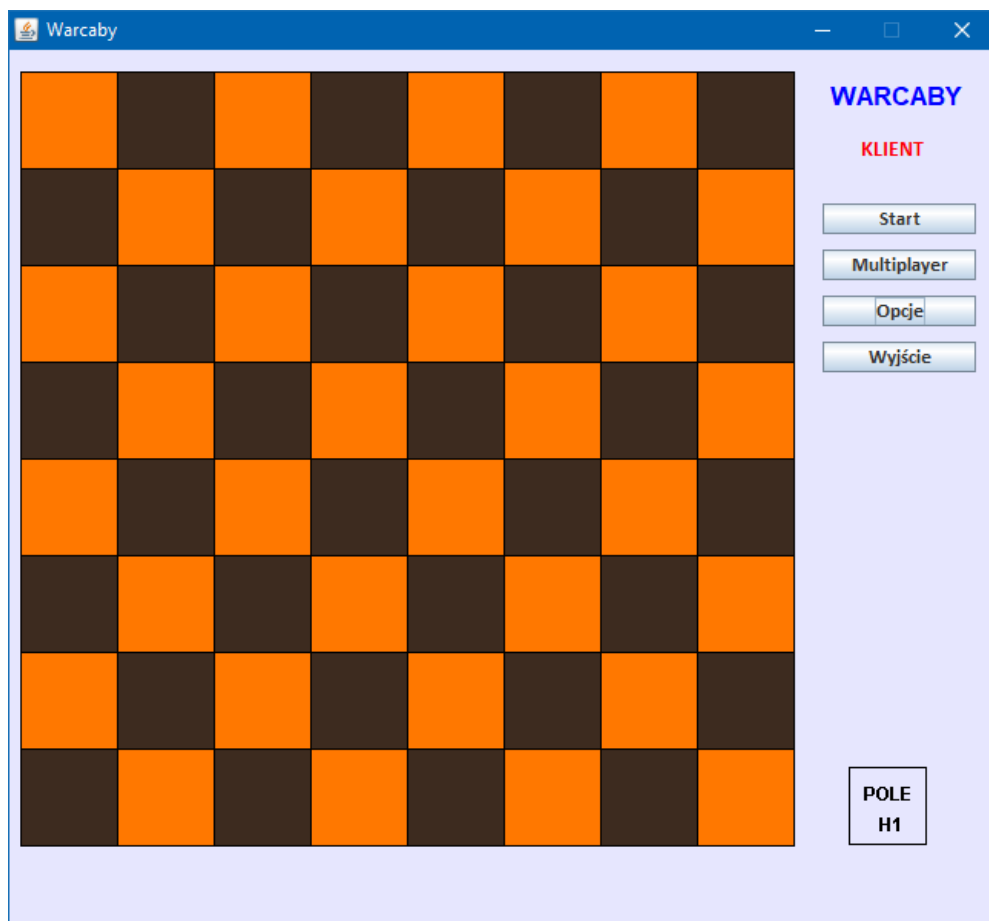 Warcaby
WARCABY
KLIENT
Start
Multiplayer
Opcje
Wyjście
POLE
H1